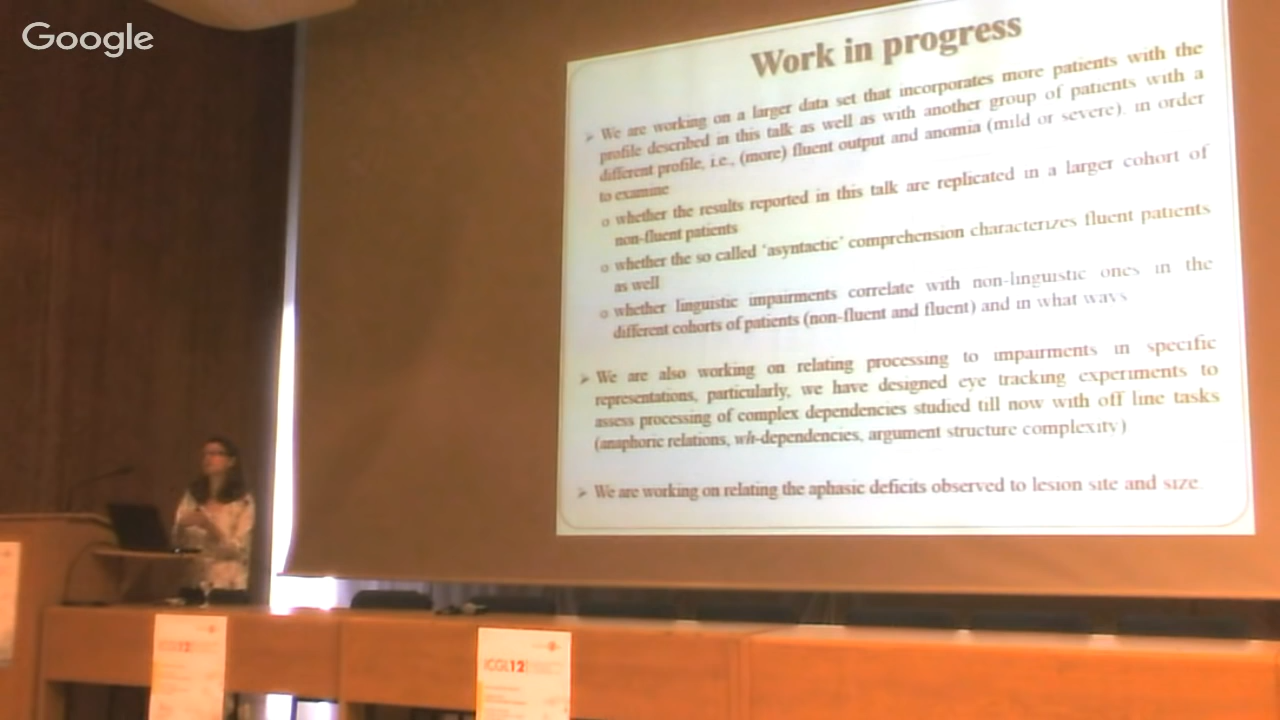 Google
Work in progress
➢ We are working on a larger data set that incorporates more patients with the
profile described in this talk as well as with another group of patients with a
different profile, i.e., (more) fluent output and anomia (mild or severe), in order
to examine
o whether the results reported in this talk are replicated in a larger cohort of
non-fluent patients
o whether the so called ‘asyntactic’ comprehension characterizes fluent patients
as well
o whether linguistic impairments correlate with non-linguistic ones in the
different cohorts of patients (non-fluent and fluent) and in what ways
➢ We are also working on relating processing to impairments in specific
representations, particularly, we have designed eye tracking experiments to
assess processing of complex dependencies studied till now with off line tasks
(anaphoric relations, wh-dependencies, argument structure complexity)
➢ We are working on relating the aphasic deficits observed to lesion site and size.
ICGL12
ICGL12